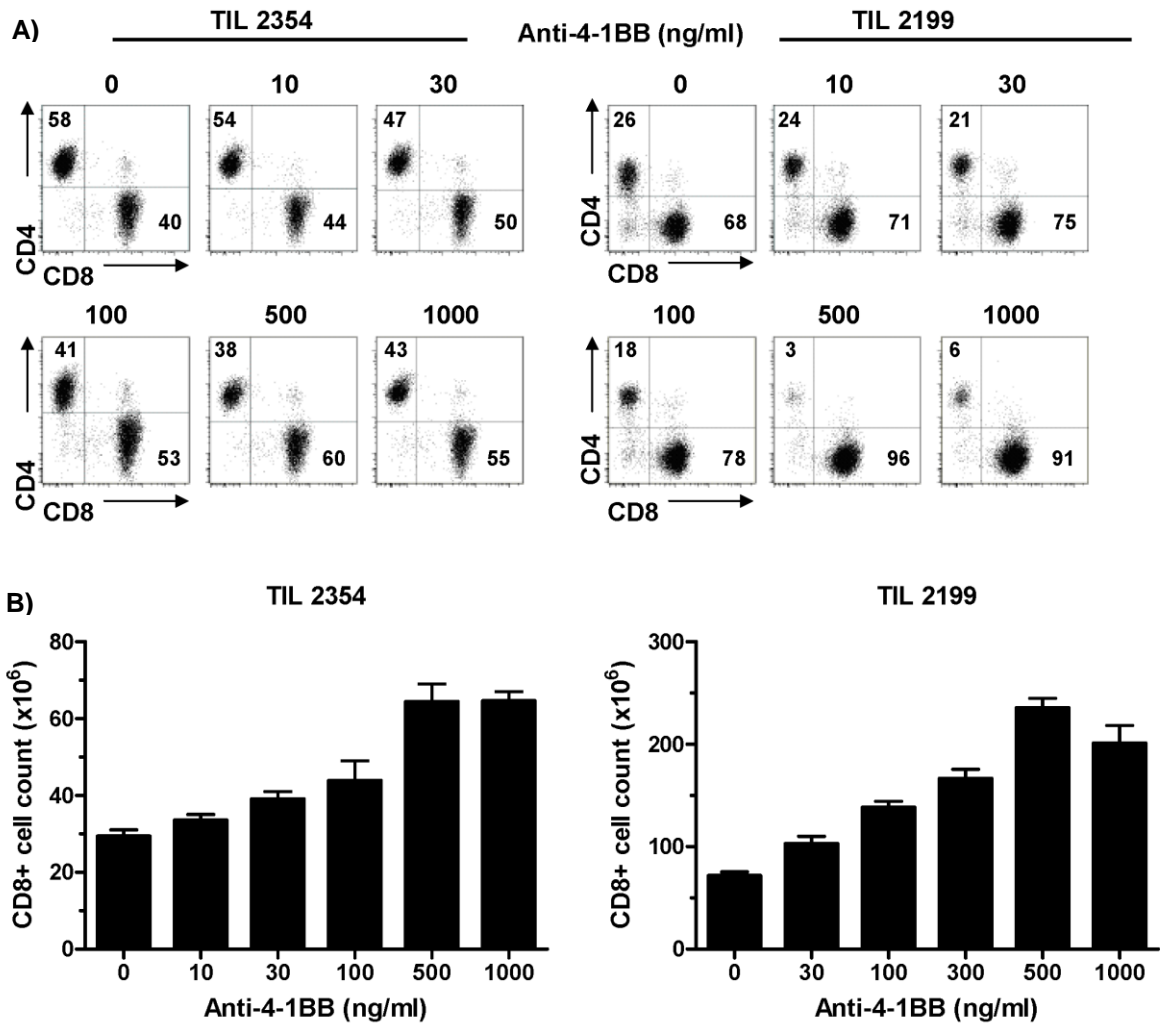 A)
TIL 2354
Anti-4-1BB (ng/ml)
TIL 2199
0 10 30
0 10 30
58 54 47
26 24 21
40 44 50
68 71 75
CD4
CD8
CD4
CD8
100 500 1000
100 500 1000
41 38 43
18 3 6
53 60 55
78 96 91
CD4
CD8
CD4
CD8
B)
TIL 2354
CD8+ cell count (x10⁶)
80
60
40
20
0
0 10 30 100 500 1000
Anti-4-1BB (ng/ml)
TIL 2199
CD8+ cell count (x10⁶)
300
200
100
0
0 30 100 300 500 1000
Anti-4-1BB (ng/ml)